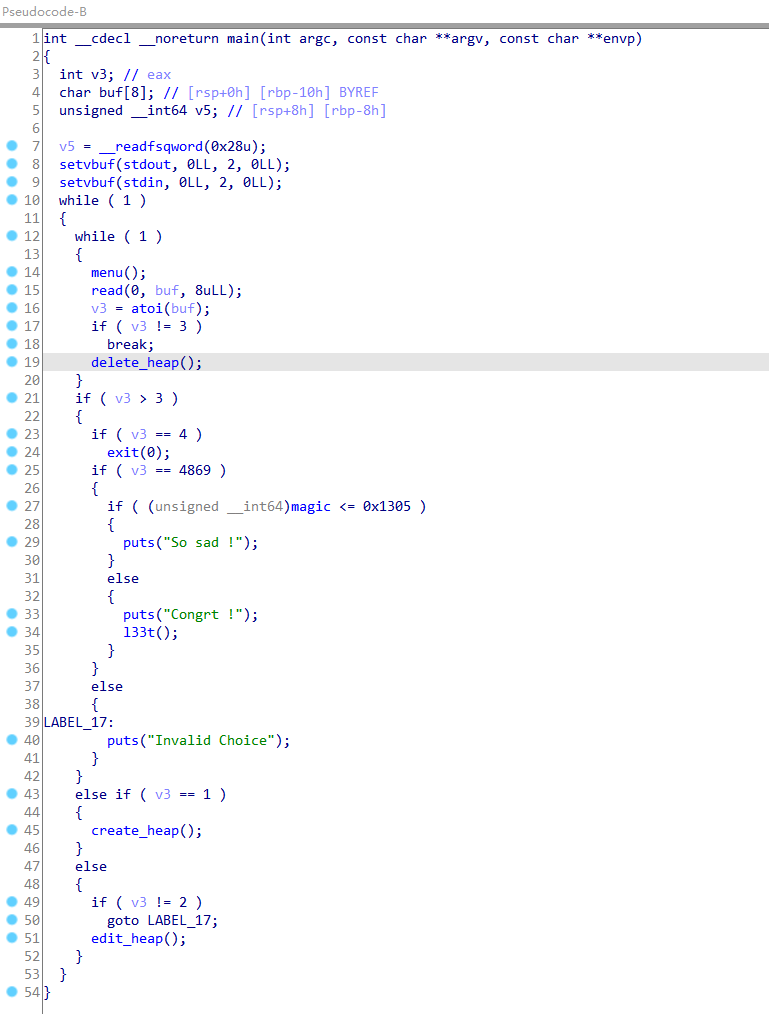 Pseudocode-B
1 int __cdecl __noreturn main(int argc, const char **argv, const char **envp)
2 {
3   int v3; // eax
4   char buf[8]; // [rsp+0h] [rbp-10h] BYREF
5   unsigned __int64 v5; // [rsp+8h] [rbp-8h]
6
7   v5 = __readfsqword(0x28u);
8   setvbuf(stdout, 0LL, 2, 0LL);
9   setvbuf(stdin, 0LL, 2, 0LL);
10   while ( 1 )
11   {
12     while ( 1 )
13     {
14       menu();
15       read(0, buf, 8uLL);
16       v3 = atoi(buf);
17       if ( v3 != 3 )
18         break;
19       delete_heap();
20     }
21     if ( v3 > 3 )
22     {
23       if ( v3 == 4 )
24         exit(0);
25       if ( v3 == 4869 )
26       {
27         if ( (unsigned __int64)magic <= 0x1305 )
28         {
29           puts("So sad !");
30         }
31         else
32         {
33           puts("Congrt !");
34           l33t();
35         }
36       }
37       else
38       {
39 LABEL_17:
40         puts("Invalid Choice");
41       }
42     }
43     else if ( v3 == 1 )
44     {
45       create_heap();
46     }
47     else
48     {
49       if ( v3 != 2 )
50         goto LABEL_17;
51       edit_heap();
52     }
53   }
54 }